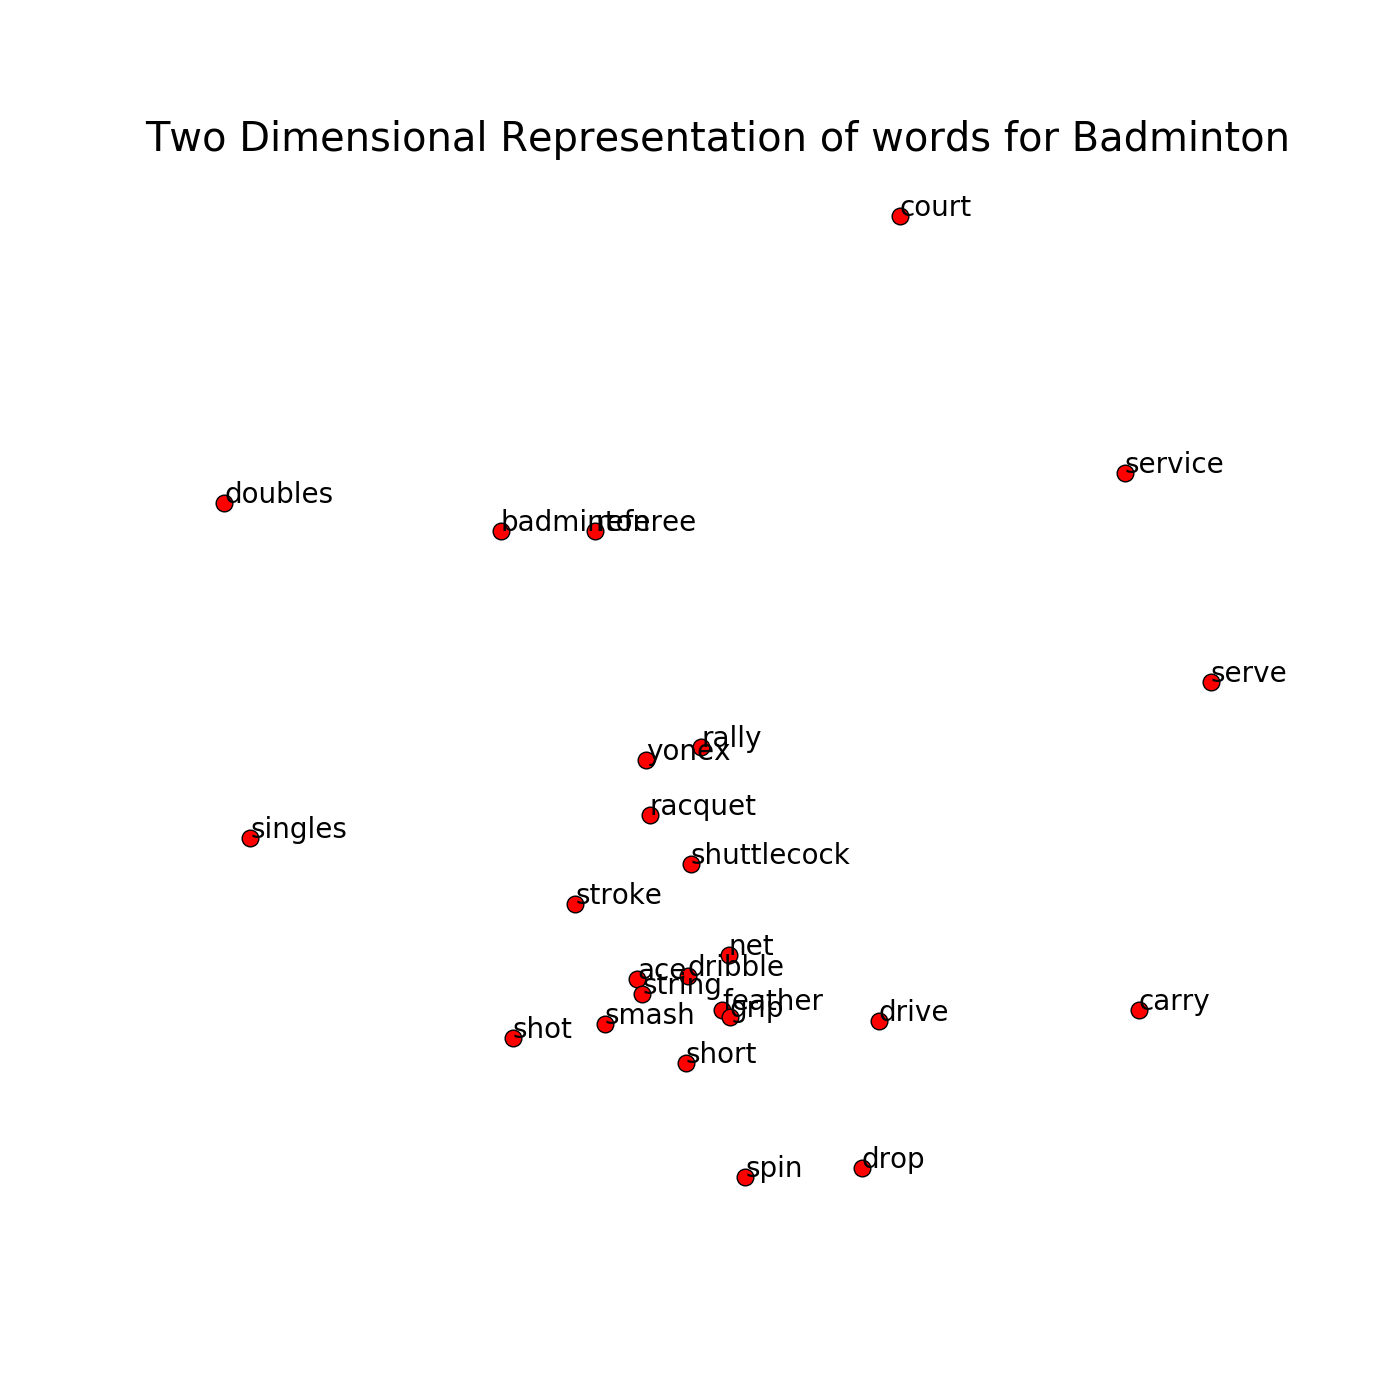 Two Dimensional Representation of words for Badminton
court
service
doubles
badminton
referee
serve
rally
yonex
racquet
singles
shuttlecock
stroke
net
dribble
ace
string
feather
grip
carry
drive
smash
shot
short
drop
spin